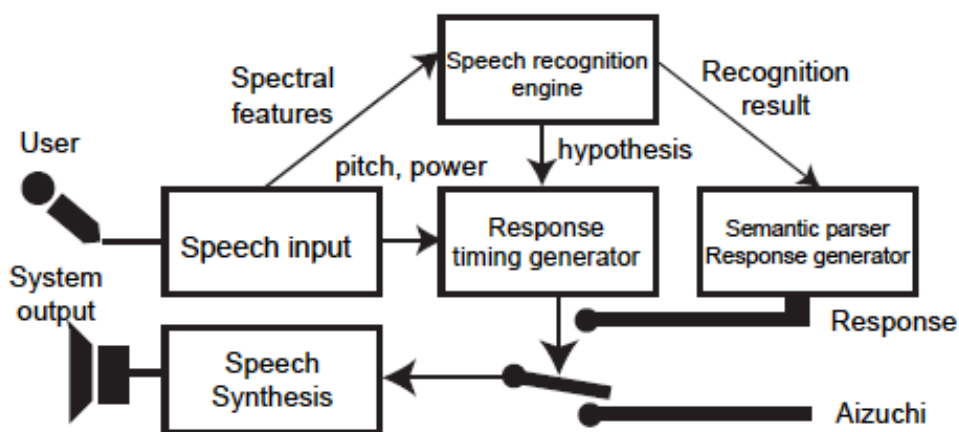 Speech recognition
engine
Spectral
features
Recognition
result
User
pitch, power
hypothesis
Speech input
Response
timing generator
Semantic parser
Response generator
System
output
Response
Speech
Synthesis
Aizuchi